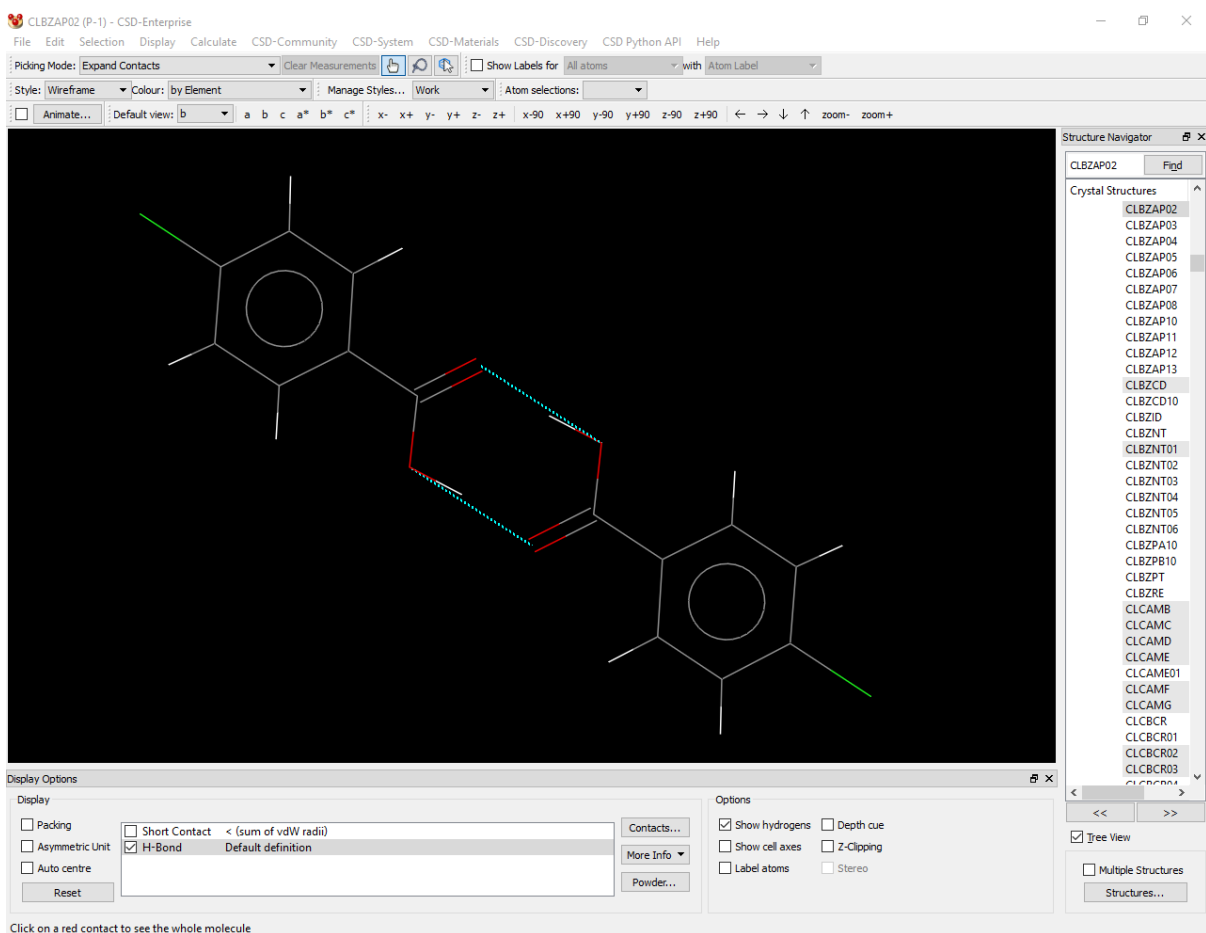 CLBZAP02 (P-1) - CSD-Enterprise
File Edit Selection Display Calculate CSD-Community CSD-System CSD-Materials CSD-Discovery CSD Python API Help
Picking Mode: Expand Contacts Clear Measurements Show Labels for All atoms with Atom Label
Style: Wireframe Colour: by Element Manage Styles... Work Atom selections:
Animate... Default view: b a b c a* b* c* x- x+ y- y+ z- z+ x-90 x+90 y-90 y+90 z-90 z+90 ← → ↓ ↑ zoom- zoom+
Structure Navigator
CLBZAP02 Find
Crystal Structures
CLBZAP02
CLBZAP03
CLBZAP04
CLBZAP05
CLBZAP06
CLBZAP07
CLBZAP08
CLBZAP10
CLBZAP11
CLBZAP12
CLBZAP13
CLBZCD
CLBZCD10
CLBZID
CLBZNT
CLBZNT01
CLBZNT02
CLBZNT03
CLBZNT04
CLBZNT05
CLBZNT06
CLBZPA10
CLBZPB10
CLBZPT
CLBZRE
CLCAMB
CLCAMC
CLCAMD
CLCAME
CLCAME01
CLCAMF
CLCAMG
CLCBCR
CLCBCR01
CLCBCR02
CLCBCR03
<< >>
Tree View
Multiple Structures
Structures...
Display Options
Display
Packing
Asymmetric Unit
Auto centre
Reset
Short Contact < (sum of vdW radii)
H-Bond Default definition
Contacts...
More Info
Powder...
Options
Show hydrogens Depth cue
Show cell axes Z-Clipping
Label atoms Stereo
Click on a red contact to see the whole molecule